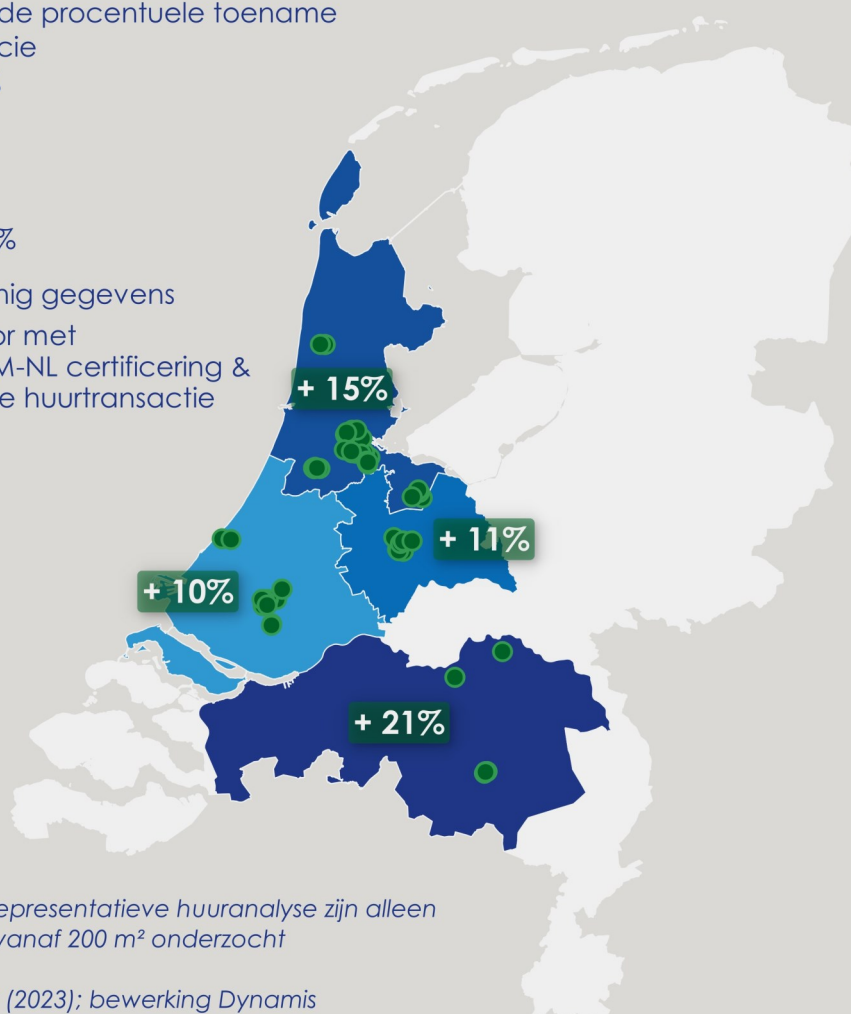 de procentuele toename
cie
%
nig gegevens
or met
M-NL certificering &
e huurtransactie
+ 15%
+ 11%
+ 10%
+ 21%
epresentatieve huuranalyse zijn alleen
vanaf 200 m² onderzocht
(2023); bewerking Dynamis